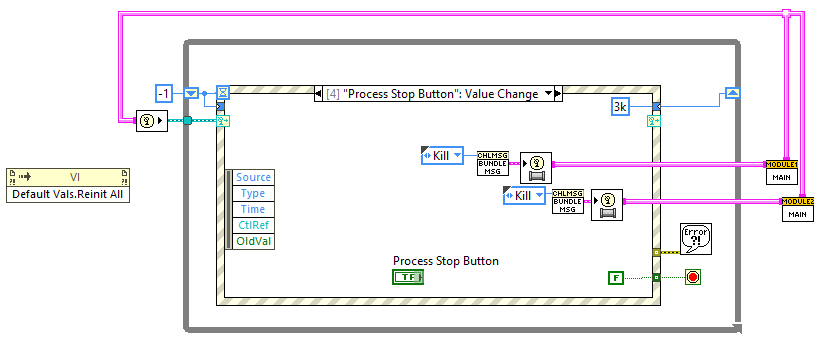 [4] "Process Stop Button": Value Change
-1
3k
Kill
CHLMSG
BUNDLE
MSG
MODULE1
MAIN
VI
Default Vals.Reinit All
Source
Type
Time
CtlRef
OldVal
Kill
CHLMSG
BUNDLE
MSG
MODULE2
MAIN
Error
?!
Process Stop Button
TF
F